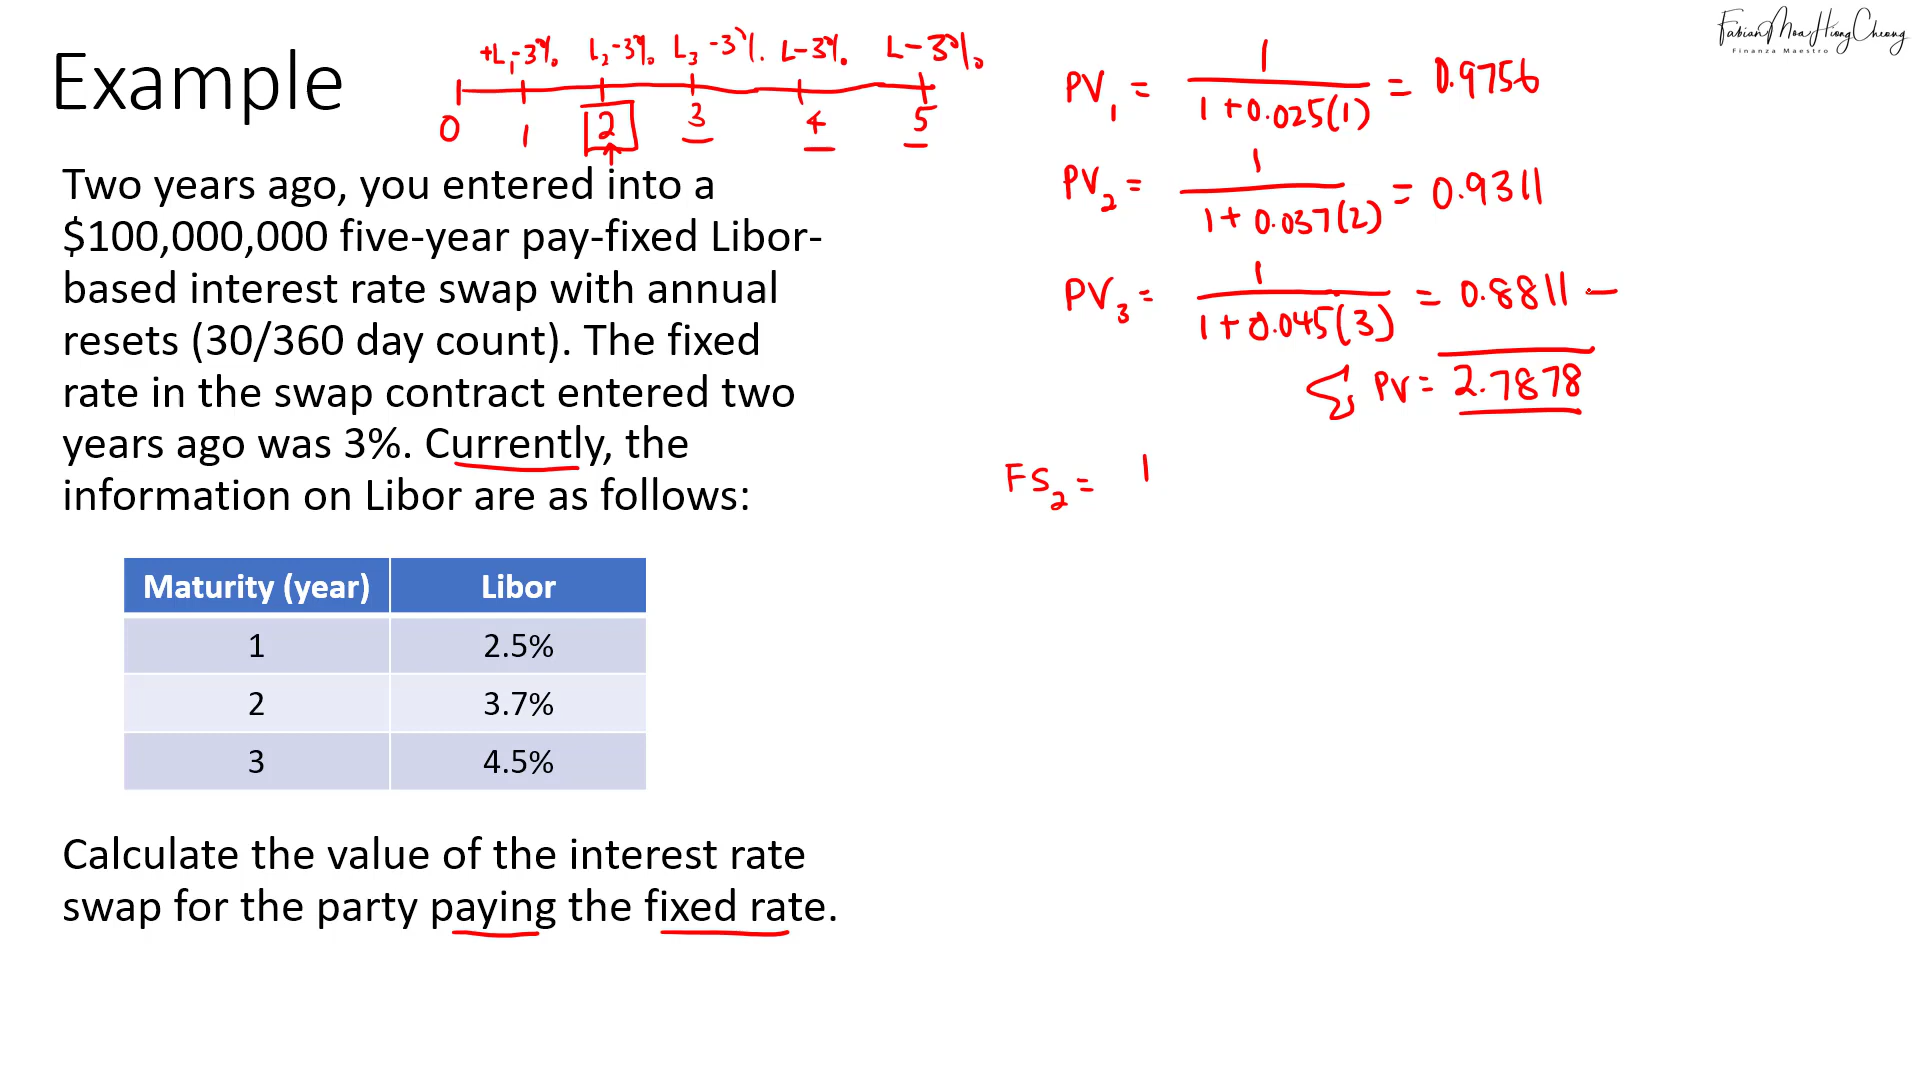 Example
+L₁-3% L₂-3% L₃-3% L-3% L-3%
0 1 2 3 4 5
Two years ago, you entered into a
$100,000,000 five-year pay-fixed Libor-
based interest rate swap with annual
resets (30/360 day count). The fixed
rate in the swap contract entered two
years ago was 3%. Currently, the
information on Libor are as follows:
Maturity (year) Libor
1 2.5%
2 3.7%
3 4.5%
Calculate the value of the interest rate
swap for the party paying the fixed rate.
PV₁ = 1 / 1+0.025(1) = 0.9756
PV₂ = 1 / 1+0.037(2) = 0.9311
PV₃ = 1 / 1+0.045(3) = 0.8811
Σ PV = 2.7878
FS₂ = 1
Fabian Moa Hiong Cheong
Finanza Maestro